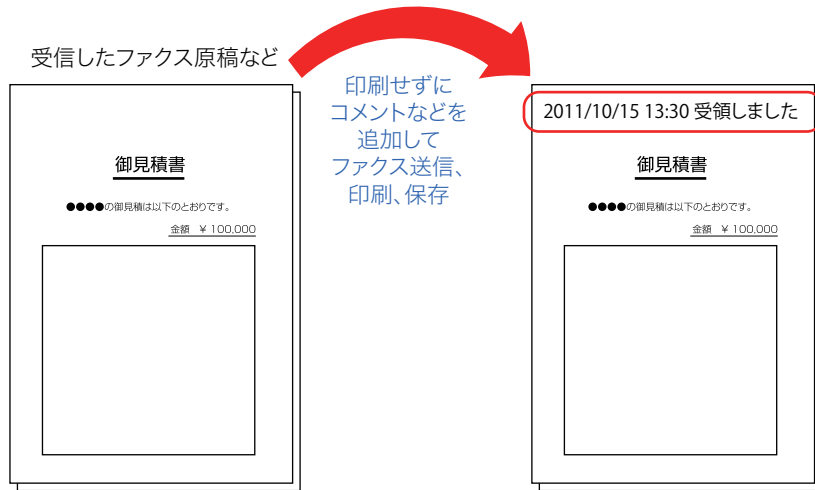 受信したファクス原稿など
御見積書
●●●●の御見積は以下のとおりです。
金額 ¥ 100,000
印刷せずに
コメントなどを
追加して
ファクス送信、
印刷、保存
2011/10/15 13:30 受領しました
御見積書
●●●●の御見積は以下のとおりです。
金額 ¥ 100,000